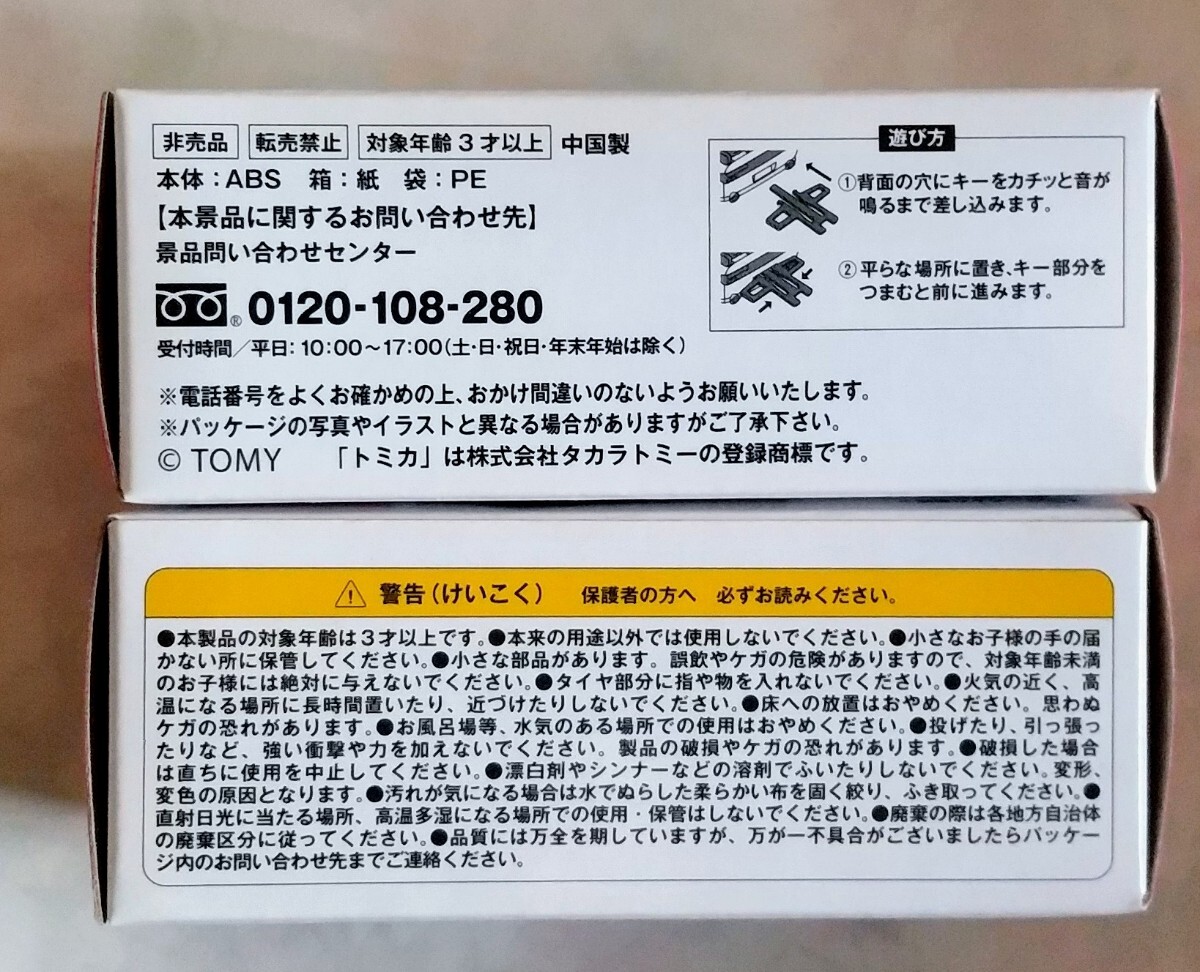 非売品 転売禁止 対象年齢3才以上 中国製
本体:ABS 箱:紙 袋:PE
【本景品に関するお問い合わせ先】
景品問い合わせセンター
® 0120-108-280
受付時間/平日:10:00〜17:00(土・日・祝日・年末年始は除く)
※電話番号をよくお確かめの上、おかけ間違いのないようお願いいたします。
※パッケージの写真やイラストと異なる場合がありますがご了承下さい。
© TOMY 「トミカ」は株式会社タカラトミーの登録商標です。
遊び方
①背面の穴にキーをカチッと音が
鳴るまで差し込みます。
②平らな場所に置き、キー部分を
つまむと前に進みます。
警告(けいこく) 保護者の方へ 必ずお読みください。
●本製品の対象年齢は3才以上です。●本来の用途以外では使用しないでください。●小さなお子様の手の届
かない所に保管してください。●小さな部品があります。誤飲やケガの危険がありますので、対象年齢未満
のお子様には絶対に与えないでください。●タイヤ部分に指や物を入れないでください。●火気の近く、高
温になる場所に長時間置いたり、近づけたりしないでください。●床への放置はおやめください。思わぬ
ケガの恐れがあります。●お風呂場等、水気のある場所での使用はおやめください。●投げたり、引っ張っ
たりなど、強い衝撃や力を加えないでください。製品の破損やケガの恐れがあります。●破損した場合
は直ちに使用を中止してください。●漂白剤やシンナーなどの溶剤でふいたりしないでください。変形、
変色の原因となります。●汚れが気になる場合は水でぬらした柔らかい布を固く絞り、ふき取ってください。●
直射日光に当たる場所、高温多湿になる場所での使用・保管はしないでください。●廃棄の際は各地方自治体
の廃棄区分に従ってください。●品質には万全を期していますが、万が一不具合がございましたらパッケー
ジ内のお問い合わせ先までご連絡ください。